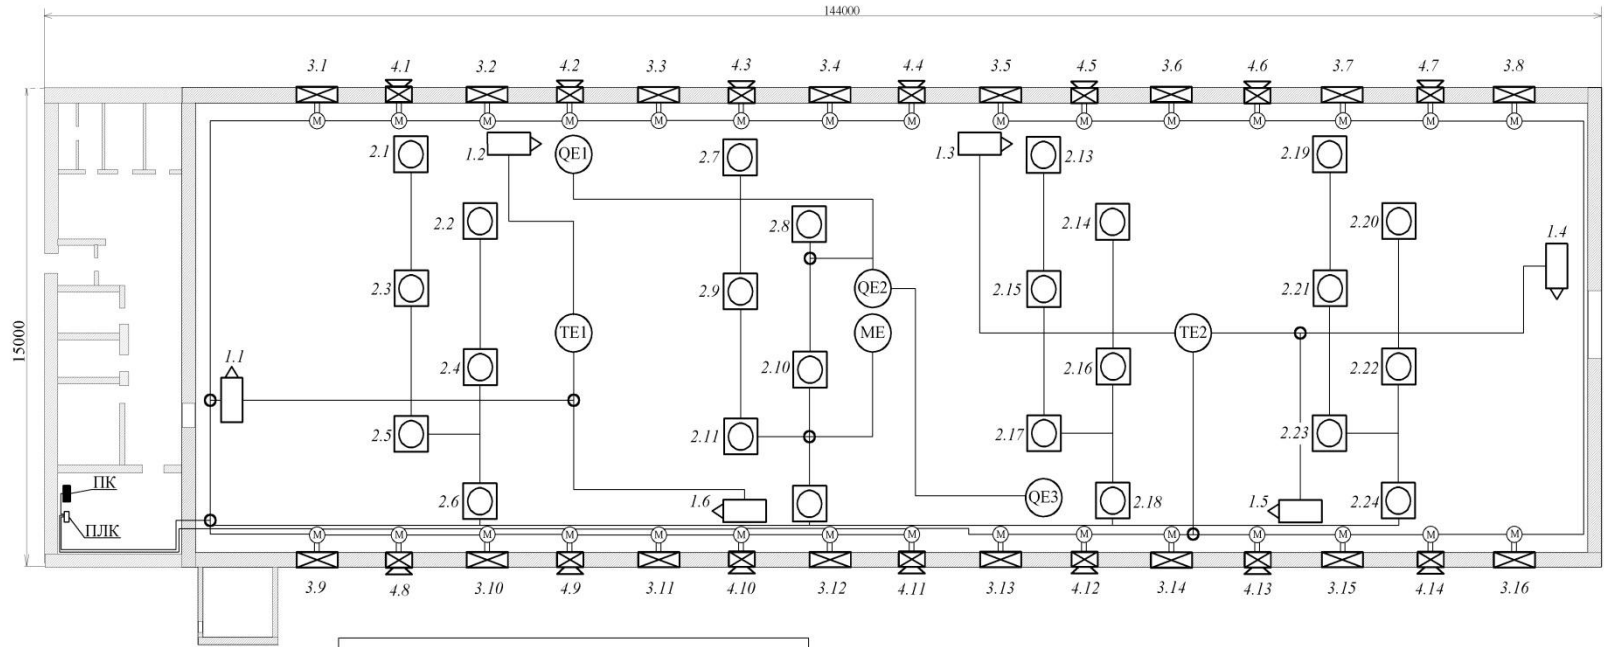 144000
3.1 4.1 3.2 4.2 3.3 4.3 3.4 4.4 3.5 4.5 3.6 4.6 3.7 4.7 3.8
M M M M M M M M M M M M M M M
2.1 1.2 QE1 2.7 1.3 2.13 2.19
2.2 2.8 2.14 2.20 1.4
2.3 2.9 QE2 2.15 2.21
15000 TE1 ME TE2
1.1 2.4 2.10 2.16 2.22
2.5 2.11 2.17 2.23
ПК 2.6 1.6 QE3 2.18 1.5 2.24
ПЛК
M M M M M M M M M M M M M M M
3.9 4.8 3.10 4.9 3.11 4.10 3.12 4.11 3.13 4.12 3.14 4.13 3.15 4.14 3.16